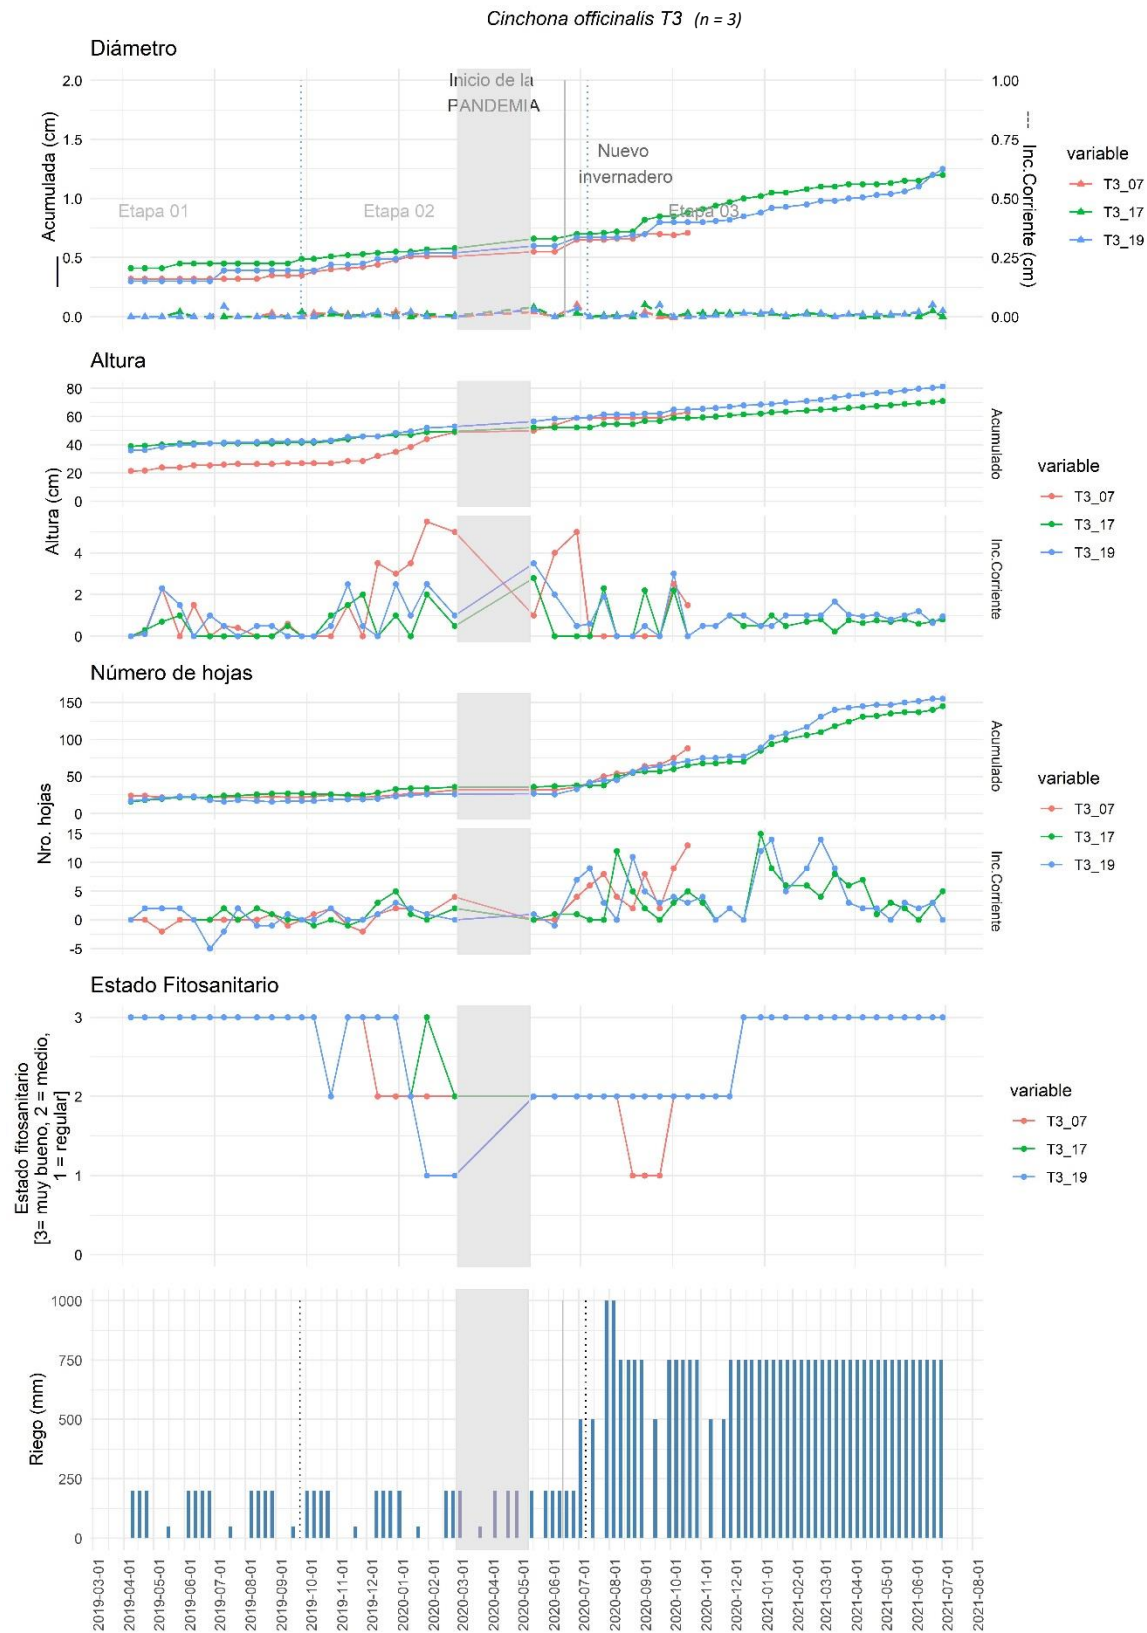 Cinchona officinalis T3 (n = 3)
Diámetro
Inicio de la
PANDEMIA
Nuevo
invernadero
Etapa 01
Etapa 02
Etapa 03
Acumulada (cm)
2.0
1.5
1.0
0.5
0.0
1.00
0.75
0.50
0.25
0.00
Inc.Corriente (cm)
variable
T3_07
T3_17
T3_19
Altura
Altura (cm)
80
60
40
20
0
Acumulado
4
2
0
Inc.Corriente
variable
T3_07
T3_17
T3_19
Número de hojas
Nro. hojas
150
100
50
0
Acumulado
15
10
5
0
-5
Inc.Corriente
variable
T3_07
T3_17
T3_19
Estado Fitosanitario
Estado fitosanitario
[3= muy bueno, 2 = medio,
1 = regular]
3
2
1
0
variable
T3_07
T3_17
T3_19
Riego (mm)
1000
750
500
250
0
2019-03-01
2019-04-01
2019-05-01
2019-06-01
2019-07-01
2019-08-01
2019-09-01
2019-10-01
2019-11-01
2019-12-01
2020-01-01
2020-02-01
2020-03-01
2020-04-01
2020-05-01
2020-06-01
2020-07-01
2020-08-01
2020-09-01
2020-10-01
2020-11-01
2020-12-01
2021-01-01
2021-02-01
2021-03-01
2021-04-01
2021-05-01
2021-06-01
2021-07-01
2021-08-01